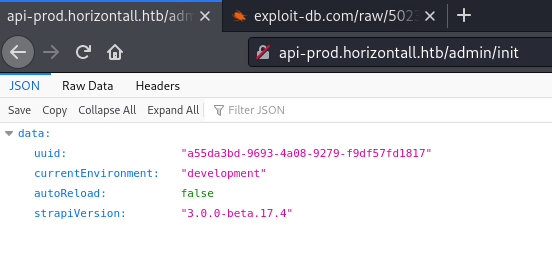 api-prod.horizontall.htb/adm
exploit-db.com/raw/5023
api-prod.horizontall.htb/admin/init
JSON Raw Data Headers
Save Copy Collapse All Expand All Filter JSON
data:
uuid: "a55da3bd-9693-4a08-9279-f9df57fd1817"
currentEnvironment: "development"
autoReload: false
strapiVersion: "3.0.0-beta.17.4"